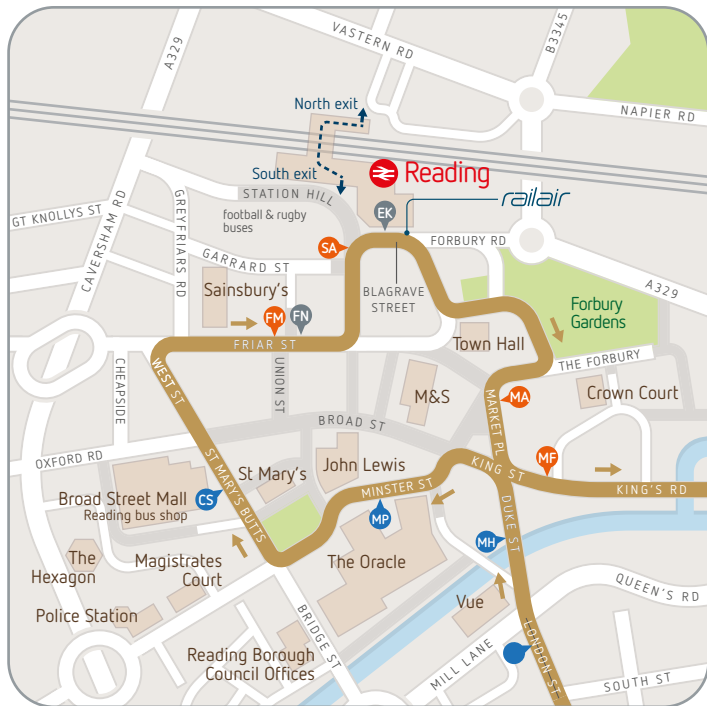 A329
VASTERN RD
B3345
NAPIER RD
North exit
South exit
Reading
railair
STATION HILL
football & rugby
buses
GT KNOLLYS ST
CAVERSHAM RD
GREYFRIARS RD
GARRARD ST
SA
EK
FORBURY RD
BLAGRAVE
STREET
A329
Sainsbury's
FM
FN
FRIAR ST
Town Hall
Forbury
Gardens
THE FORBURY
Crown Court
CHEAPSIDE
WEST ST
UNION ST
M&S
MARKET PL
MA
BROAD ST
OXFORD RD
ST MARY'S BUTTS
St Mary's
John Lewis
MINSTER ST
KING ST
MF
KING'S RD
Broad Street Mall
Reading bus shop
CS
MP
DUKE ST
MH
The
Hexagon
Magistrates
Court
The Oracle
Police Station
Vue
QUEEN'S RD
BRIDGE ST
Reading Borough
Council Offices
MILL LANE
LONDON ST
SOUTH ST